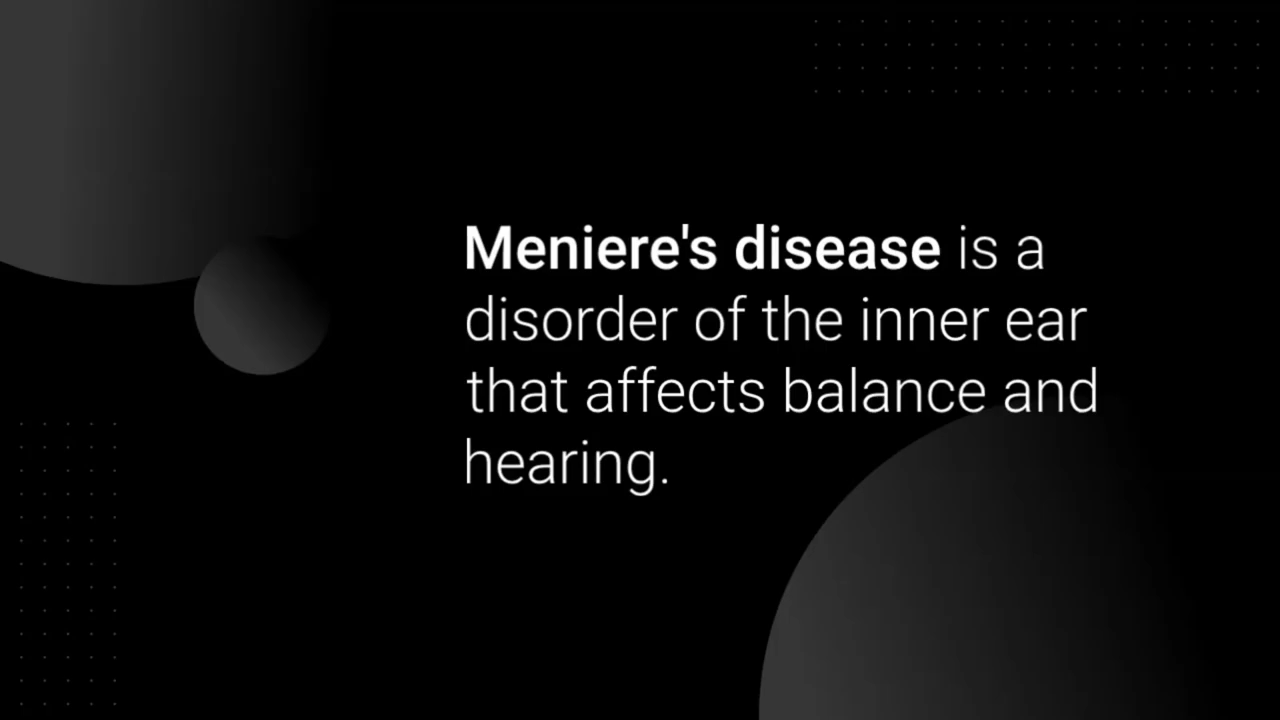 Meniere's disease is a
disorder of the inner ear
that affects balance and
hearing.